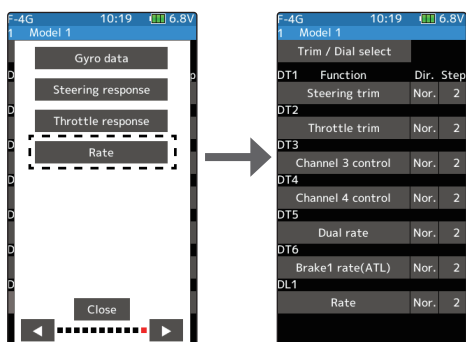 F-4G 10:19 6.8V
1 Model 1
Gyro data
Steering response
Throttle response
Rate
Close
F-4G 10:19 6.8V
1 Model 1
Trim / Dial select
DT1 Function Dir. Step
Steering trim Nor. 2
DT2
Throttle trim Nor. 2
DT3
Channel 3 control Nor. 2
DT4
Channel 4 control Nor. 2
DT5
Dual rate Nor. 2
DT6
Brake1 rate(ATL) Nor. 2
DL1
Rate Nor. 2